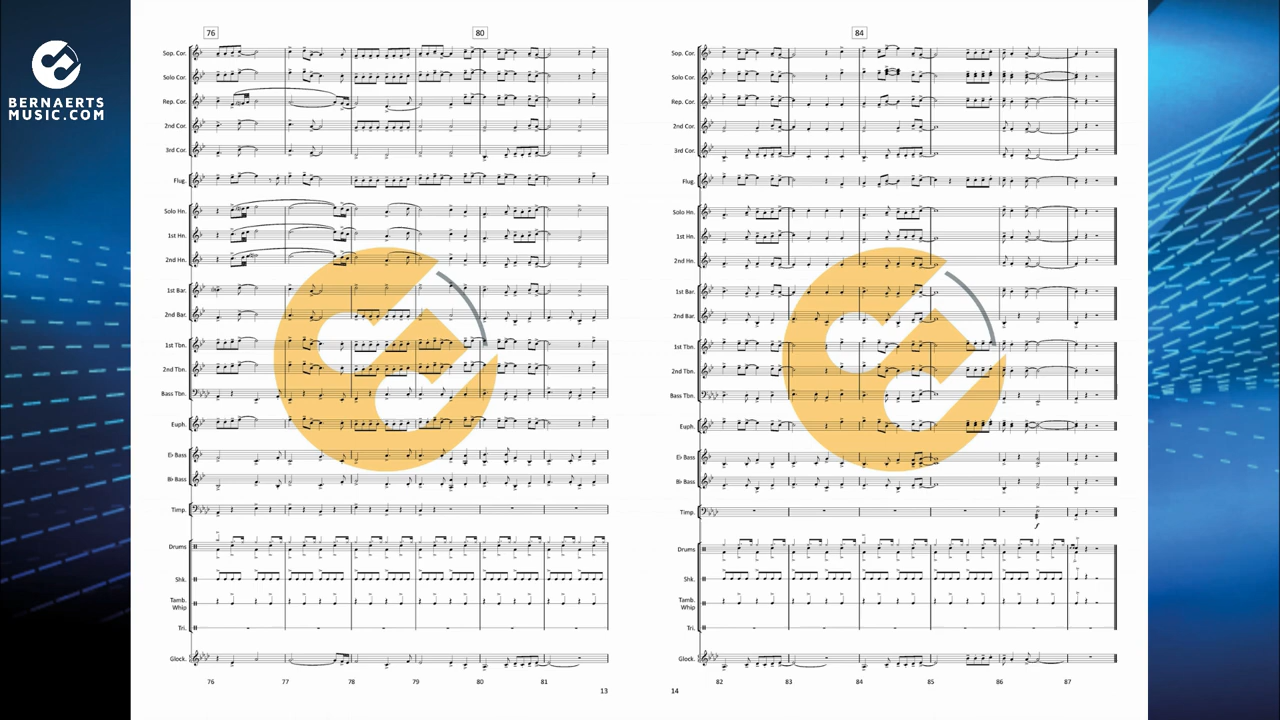 BERNAERTS
MUSIC.COM
76
80
Sop. Cor.
Solo Cor.
Rep. Cor.
2nd Cor.
3rd Cor.
Flug.
Solo Hn.
1st Hn.
2nd Hn.
1st Bar.
2nd Bar.
1st Tbn.
2nd Tbn.
Bass Tbn.
Euph.
E♭ Bass
B♭ Bass
Timp.
Drums
Shk.
Tamb.
Whip
Tri.
Glock.
76 77 78 79 80 81
13
84
Sop. Cor.
Solo Cor.
Rep. Cor.
2nd Cor.
3rd Cor.
Flug.
Solo Hn.
1st Hn.
2nd Hn.
1st Bar.
2nd Bar.
1st Tbn.
2nd Tbn.
Bass Tbn.
Euph.
E♭ Bass
B♭ Bass
Timp.
f
Drums
Shk.
Tamb.
Whip
Tri.
Glock.
82 83 84 85 86 87
14